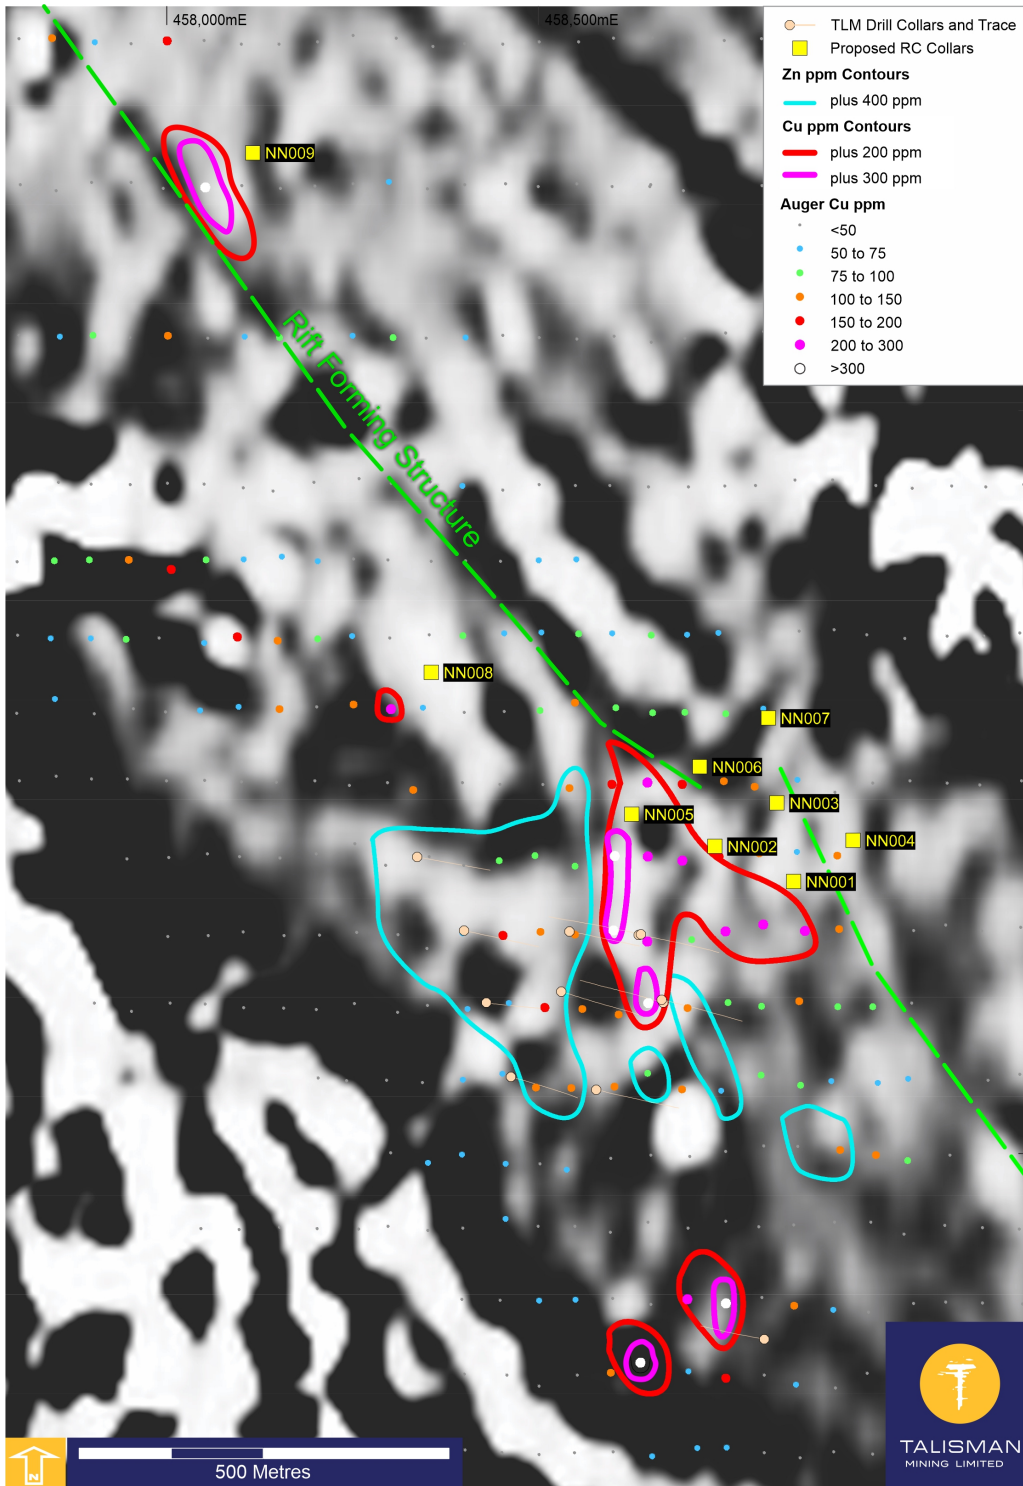 458,000mE
458,500mE
TLM Drill Collars and Trace
Proposed RC Collars
Zn ppm Contours
plus 400 ppm
Cu ppm Contours
plus 200 ppm
plus 300 ppm
Auger Cu ppm
<50
50 to 75
75 to 100
100 to 150
150 to 200
200 to 300
>300
NN009
Rift Forming Structure
NN008
NN007
NN006
NN003
NN005
NN004
NN002
NN001
N
500 Metres
TALISMAN
MINING LIMITED